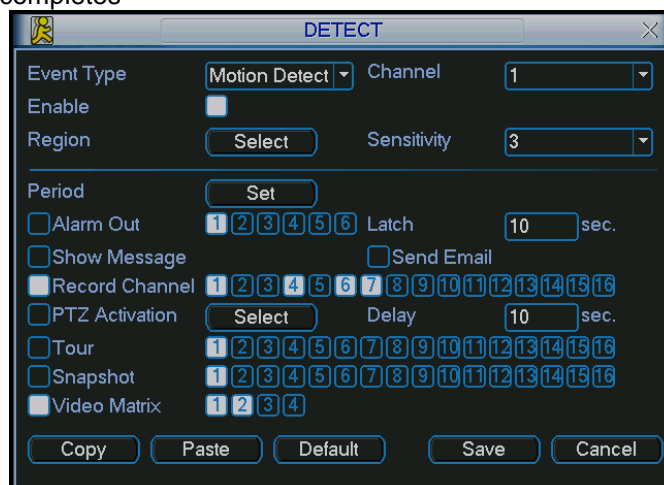 completes
DETECT
Event Type Motion Detect Channel 1
Enable
Region Select Sensitivity 3
Period Set
Alarm Out 1 2 3 4 5 6 Latch 10 sec.
Show Message Send Email
Record Channel 1 2 3 4 5 6 7 8 9 10 11 12 13 14 15 16
PTZ Activation Select Delay 10 sec.
Tour 1 2 3 4 5 6 7 8 9 10 11 12 13 14 15 16
Snapshot 1 2 3 4 5 6 7 8 9 10 11 12 13 14 15 16
Video Matrix 1 2 3 4
Copy Paste Default Save Cancel